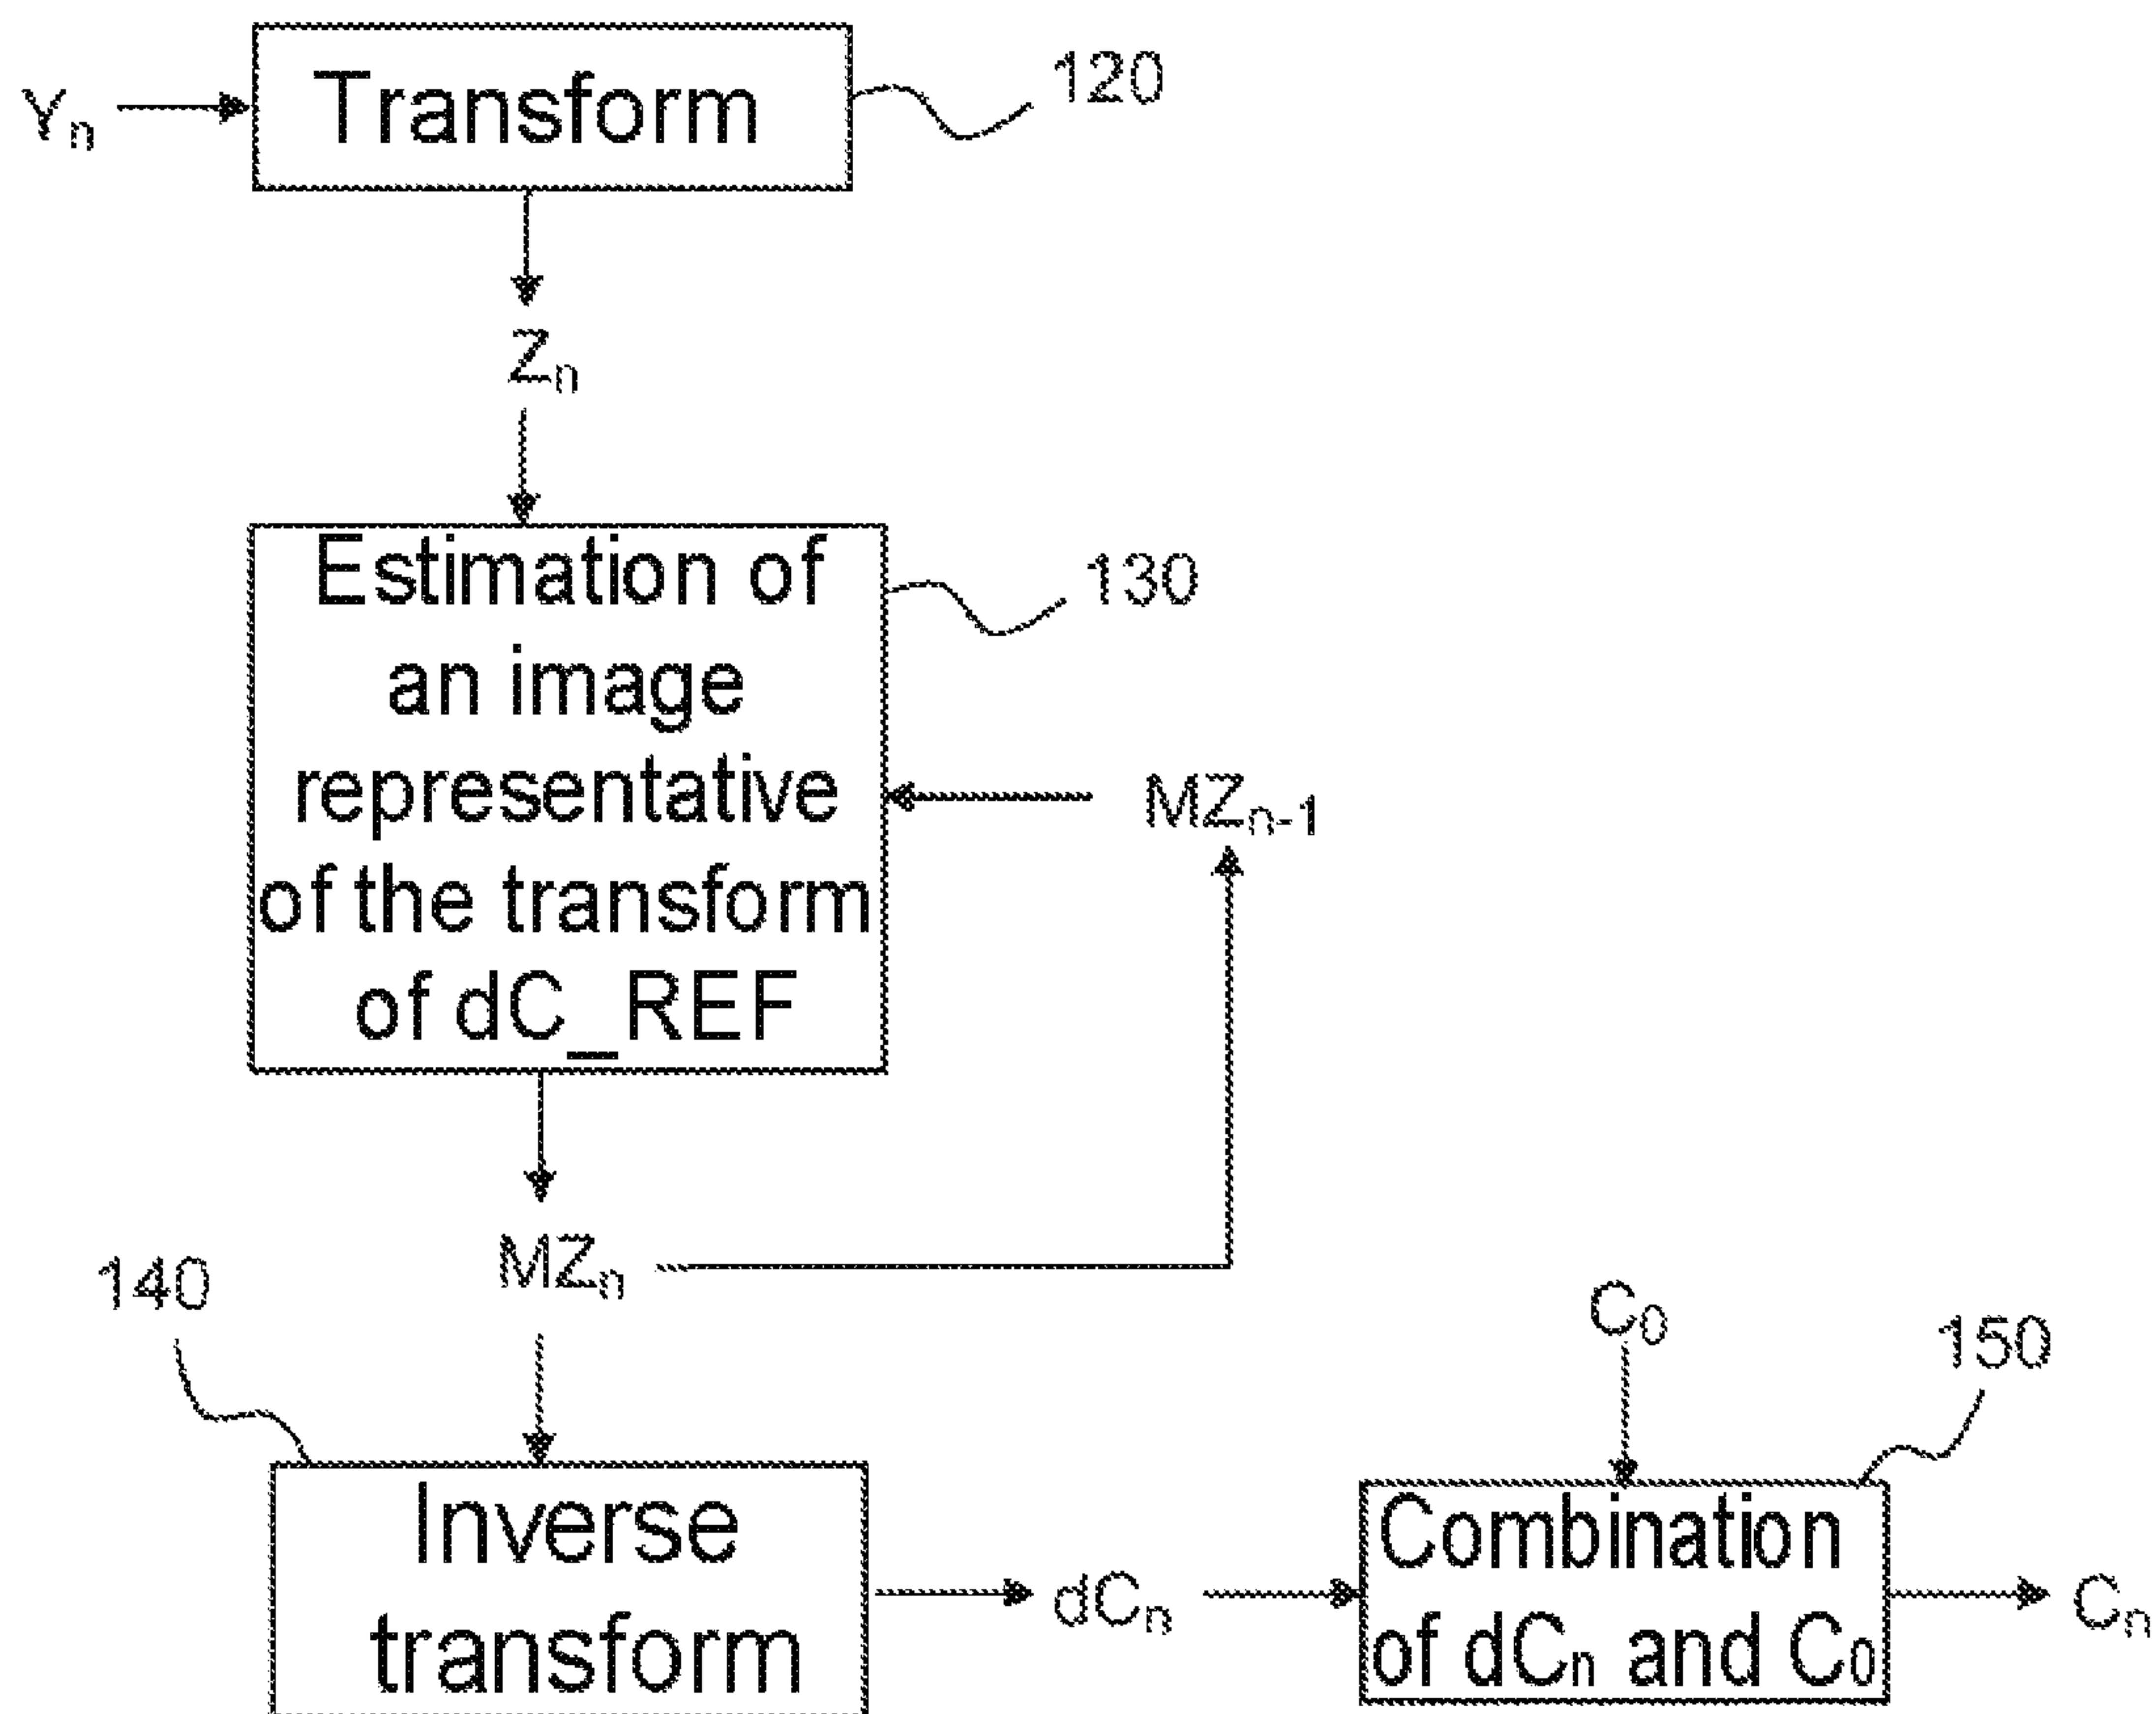 Yₙ
Transform
120
Zₙ
Estimation of
an image
representative
of the transform
of dC_REF
130
MZₙ₋₁
MZₙ
140
C₀
150
Inverse
transform
dCₙ
Combination
of dCₙ and C₀
Cₙ